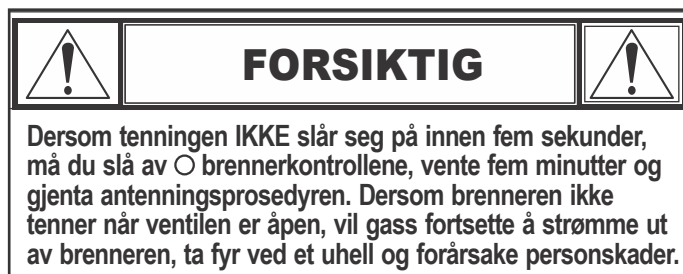 FORSIKTIG
Dersom tenningen IKKE slår seg på innen fem sekunder,
må du slå av ○ brennerkontrollene, vente fem minutter og
gjenta antenningsprosedyren. Dersom brenneren ikke
tenner når ventilen er åpen, vil gass fortsette å strømme ut
av brenneren, ta fyr ved et uhell og forårsake personskader.